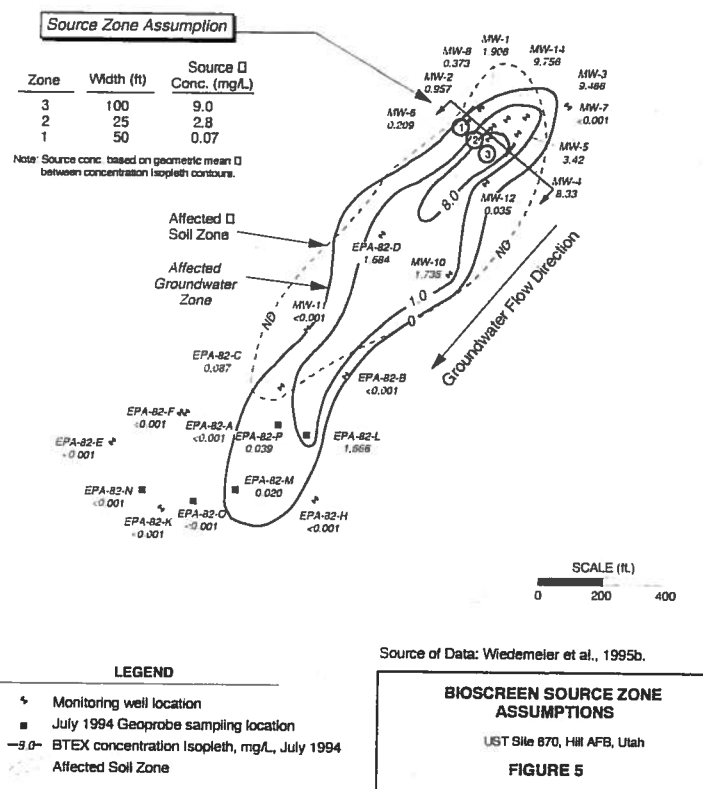 Source Zone Assumption
Zone Width (ft) Source Conc. (mg/L)
3 100 9.0
2 25 2.8
1 50 0.07
Note: Source conc. based on geometric mean
between concentration isopleth contours.
MW-1
1.908
MW-8
0.373
MW-14
9.756
MW-2
0.957
MW-3
9.486
MW-6
0.209
MW-7
<0.001
1
2
3
MW-5
3.42
MW-4
8.33
MW-12
0.035
8.0
Affected
Soil Zone
EPA-82-D
1.684
ND
Affected
Groundwater
Zone
MW-10
1.735
1.0
0
Groundwater Flow Direction
MW-11
<0.001
ND
EPA-82-C
0.087
EPA-82-B
<0.001
EPA-82-F
<0.001
EPA-82-A
<0.001
EPA-82-P
0.039
EPA-82-L
1.666
EPA-82-E
<0.001
EPA-82-M
0.020
EPA-82-N
<0.001
EPA-82-K
<0.001
EPA-82-O
<0.001
EPA-82-H
<0.001
SCALE (ft.)
0 200 400
Source of Data: Wiedemeier et al., 1995b.
LEGEND
Monitoring well location
July 1994 Geoprobe sampling location
BTEX concentration Isopleth, mg/L, July 1994
Affected Soil Zone
BIOSCREEN SOURCE ZONE
ASSUMPTIONS
UST Site 870, Hill AFB, Utah
FIGURE 5